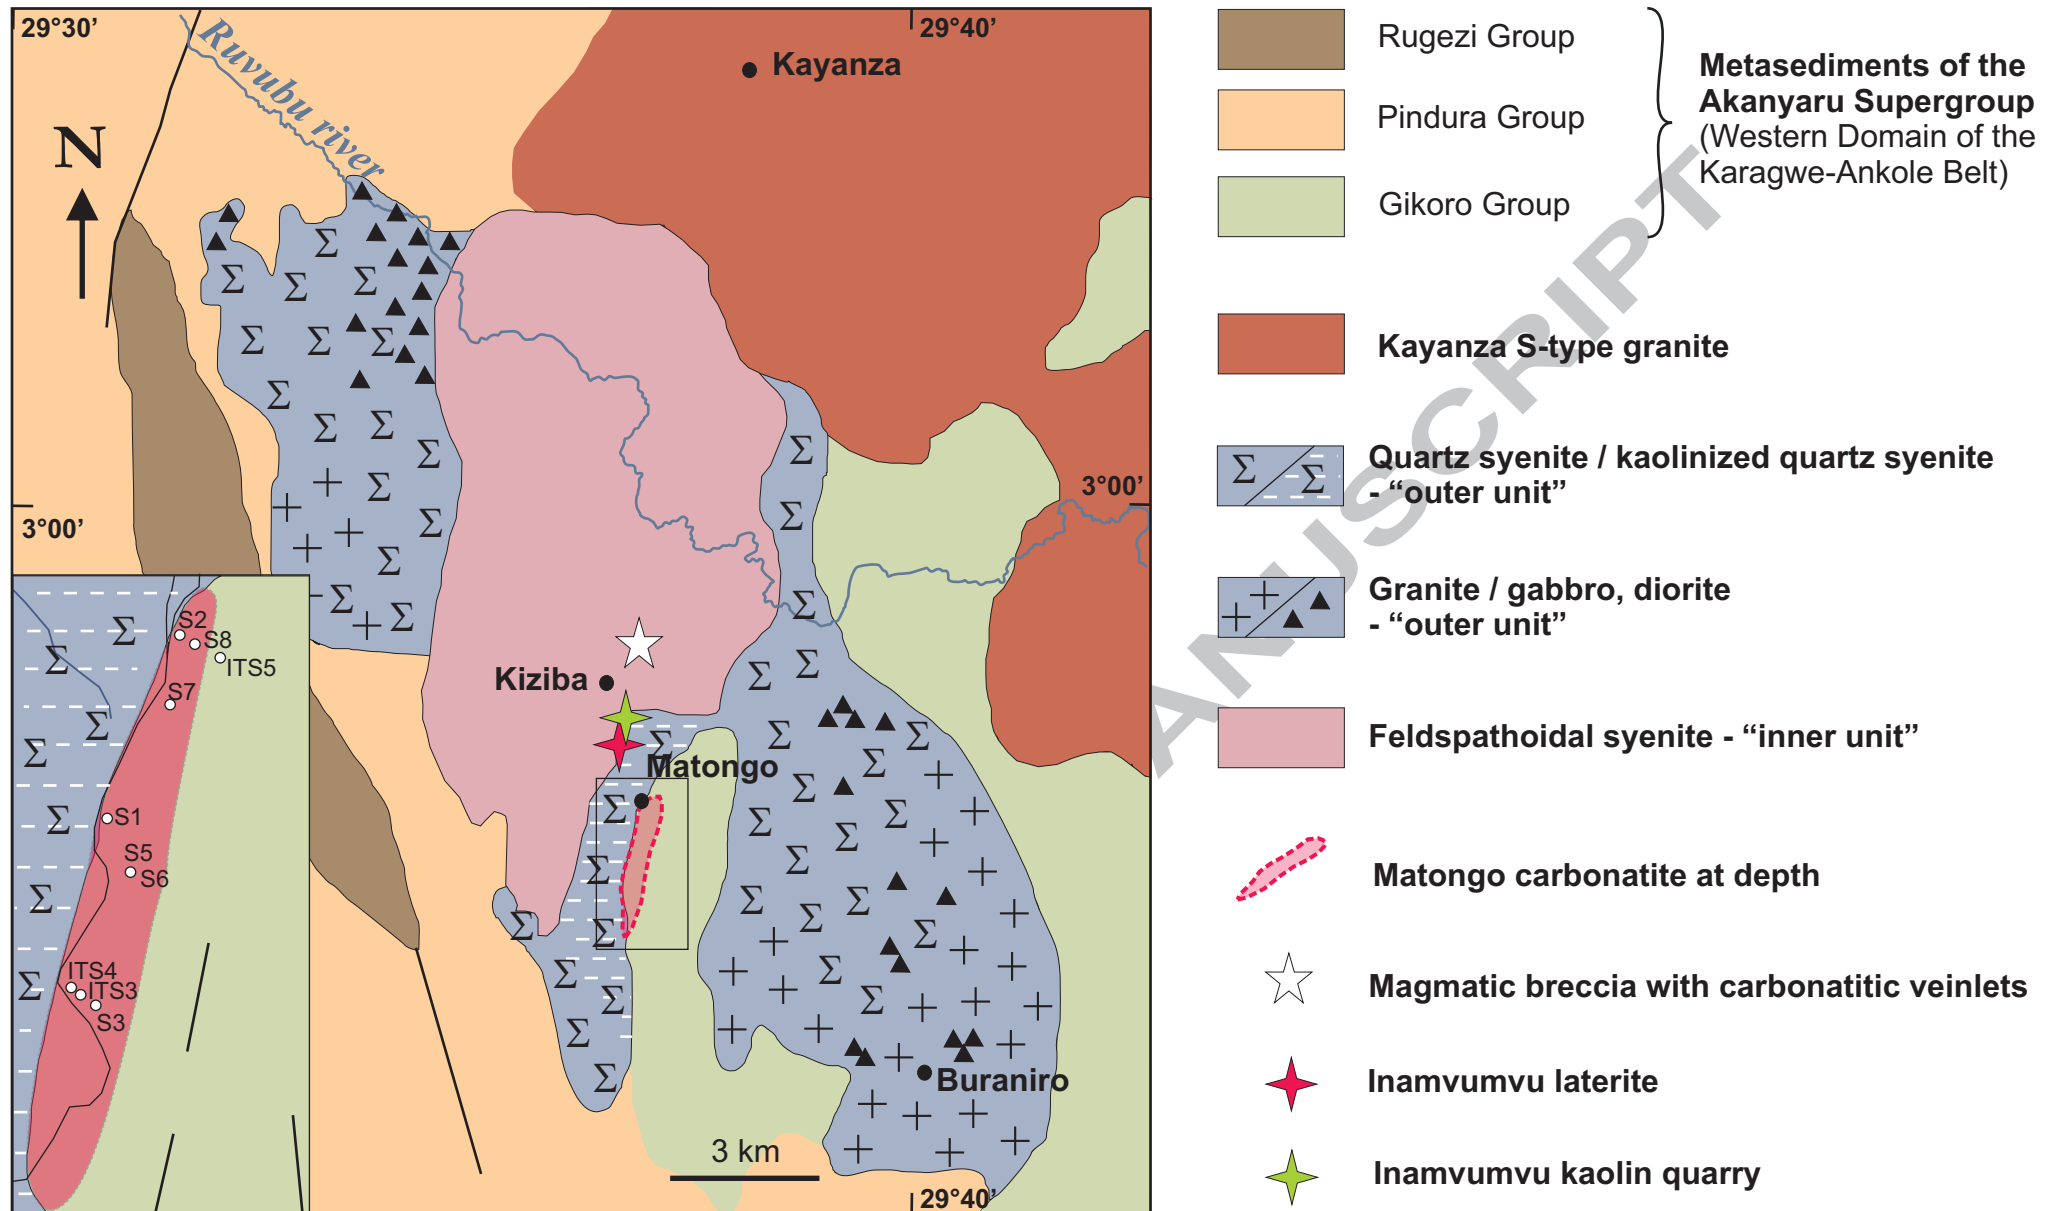 29°30’
29°40’
Ruvubu river
Kayanza
N
3°00’
3°00’
Kiziba
Matongo
Buraniro
3 km
29°40’
S2
S8
ITS5
S7
S1
S5
S6
ITS4
ITS3
S3
Rugezi Group
Pindura Group
Gikoro Group
Metasediments of the
Akanyaru Supergroup
(Western Domain of the
Karagwe-Ankole Belt)
Kayanza S-type granite
Quartz syenite / kaolinized quartz syenite
- “outer unit”
Granite / gabbro, diorite
- “outer unit”
Feldspathoidal syenite - “inner unit”
Matongo carbonatite at depth
Magmatic breccia with carbonatitic veinlets
Inamvumvu laterite
Inamvumvu kaolin quarry
ANUSCRIPT